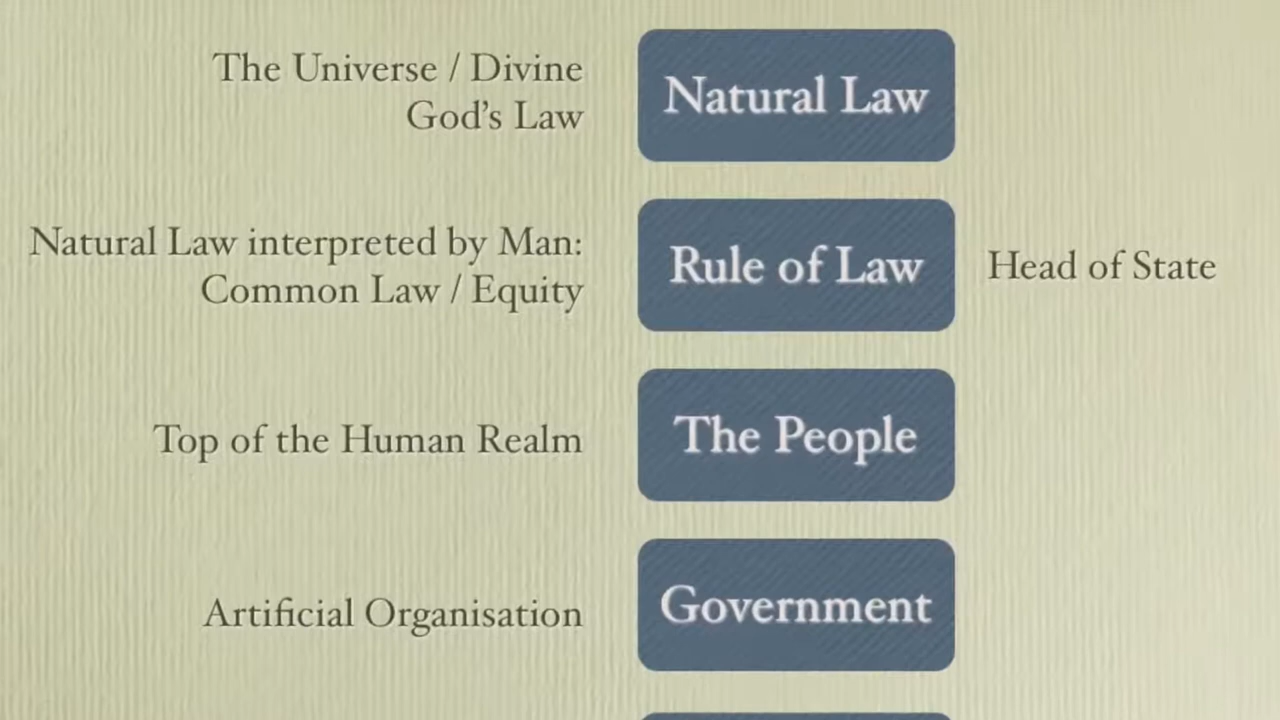 The Universe / Divine
God's Law
Natural Law
Natural Law interpreted by Man:
Common Law / Equity
Rule of Law
Head of State
Top of the Human Realm
The People
Artificial Organisation
Government